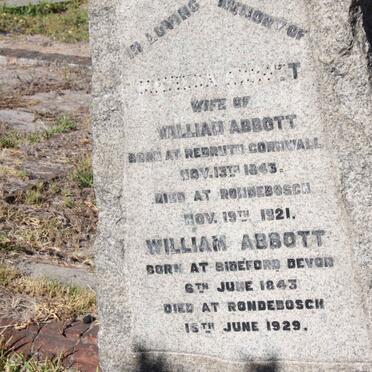 IN LOVING MEMORY OF
WIFE OF
WILLIAM ABBOTT
BORN AT REDRUTH CORNWALL
NOV. 13TH 1843.
DIED AT RONDEBOSCH
NOV. 19TH 1921.
WILLIAM ABBOTT
BORN AT BIDEFORD DEVON
6TH JUNE 1843
DIED AT RONDEBOSCH
15TH JUNE 1929.